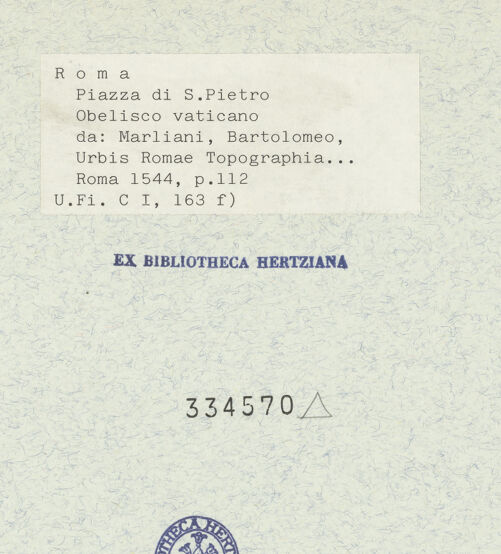 R o m a
Piazza di S.Pietro
Obelisco vaticano
da: Marliani, Bartolomeo,
Urbis Romae Topographia...
Roma 1544, p.112
U.Fi. C I, 163 f)
EX BIBLIOTHECA HERTZIANA
334570